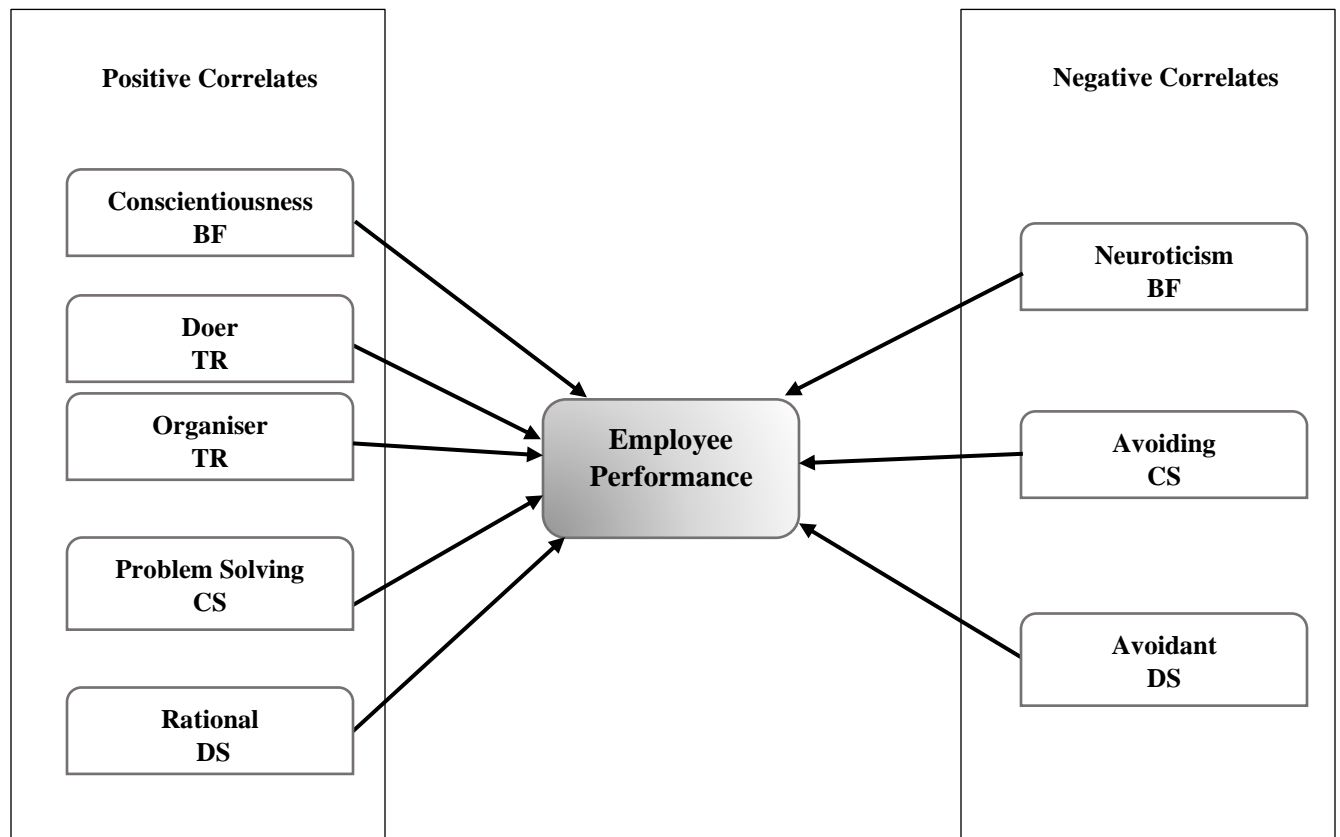 Positive Correlates
Conscientiousness
BF
Doer
TR
Organiser
TR
Problem Solving
CS
Rational
DS
Employee
Performance
Negative Correlates
Neuroticism
BF
Avoiding
CS
Avoidant
DS